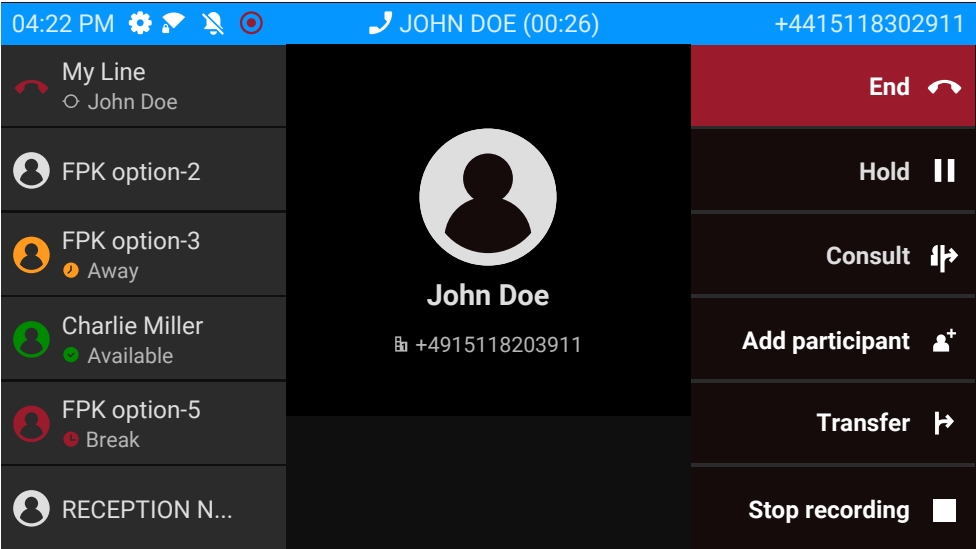 04:22 PM
JOHN DOE (00:26)
+4415118302911
My Line
John Doe
FPK option-2
FPK option-3
Away
Charlie Miller
Available
FPK option-5
Break
RECEPTION N...
John Doe
+4915118203911
End
Hold
Consult
Add participant
Transfer
Stop recording